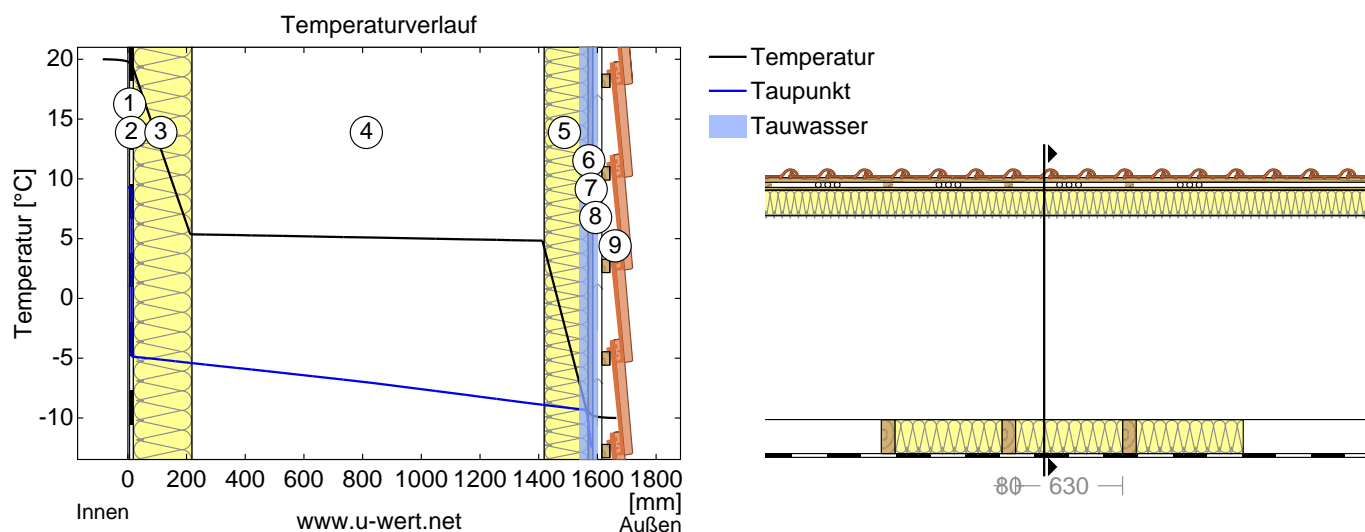 Temperaturverlauf
Temperatur [°C]
20
15
10
5
0
-5
-10
1
2
3
4
5
6
7
8
9
0 200 400 600 800 1000 1200 1400 1600 1800
[mm]
Innen
www.u-wert.net
Außen
Temperatur
Taupunkt
Tauwasser
80 630